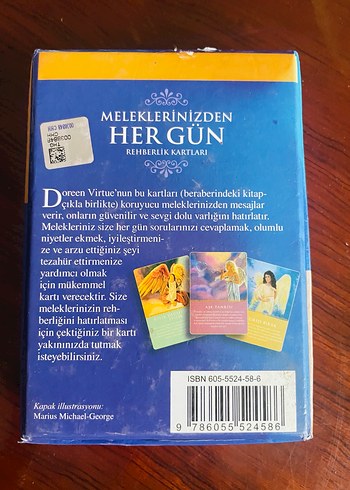 MELEKLERİNİZDEN
HER GÜN
REHBERLİK KARTLARI
Doreen Virtue'nun bu kartları (beraberindeki kitap-
çıkla birlikte) koruyucu meleklerinizden mesajlar
verir, onların güvenilir ve sevgi dolu varlığını hatırlatır.
Melekleriniz size her gün sorularınızı cevaplamak, olumlu
niyetler ekmek, iyileştirmeni-
ze ve arzu ettiğiniz şeyi
tezahür ettirmenize
yardımcı olmak
için mükemmel
kartı verecektir. Size
meleklerinizin reh-
berliğini hatırlatması
için çektiğiniz bir kartı
yakınınızda tutmak
isteyebilirsiniz.
ISBN 605-5524-58-6
9 786055 524586
Kapak illustrasyonu:
Marius Michael-George